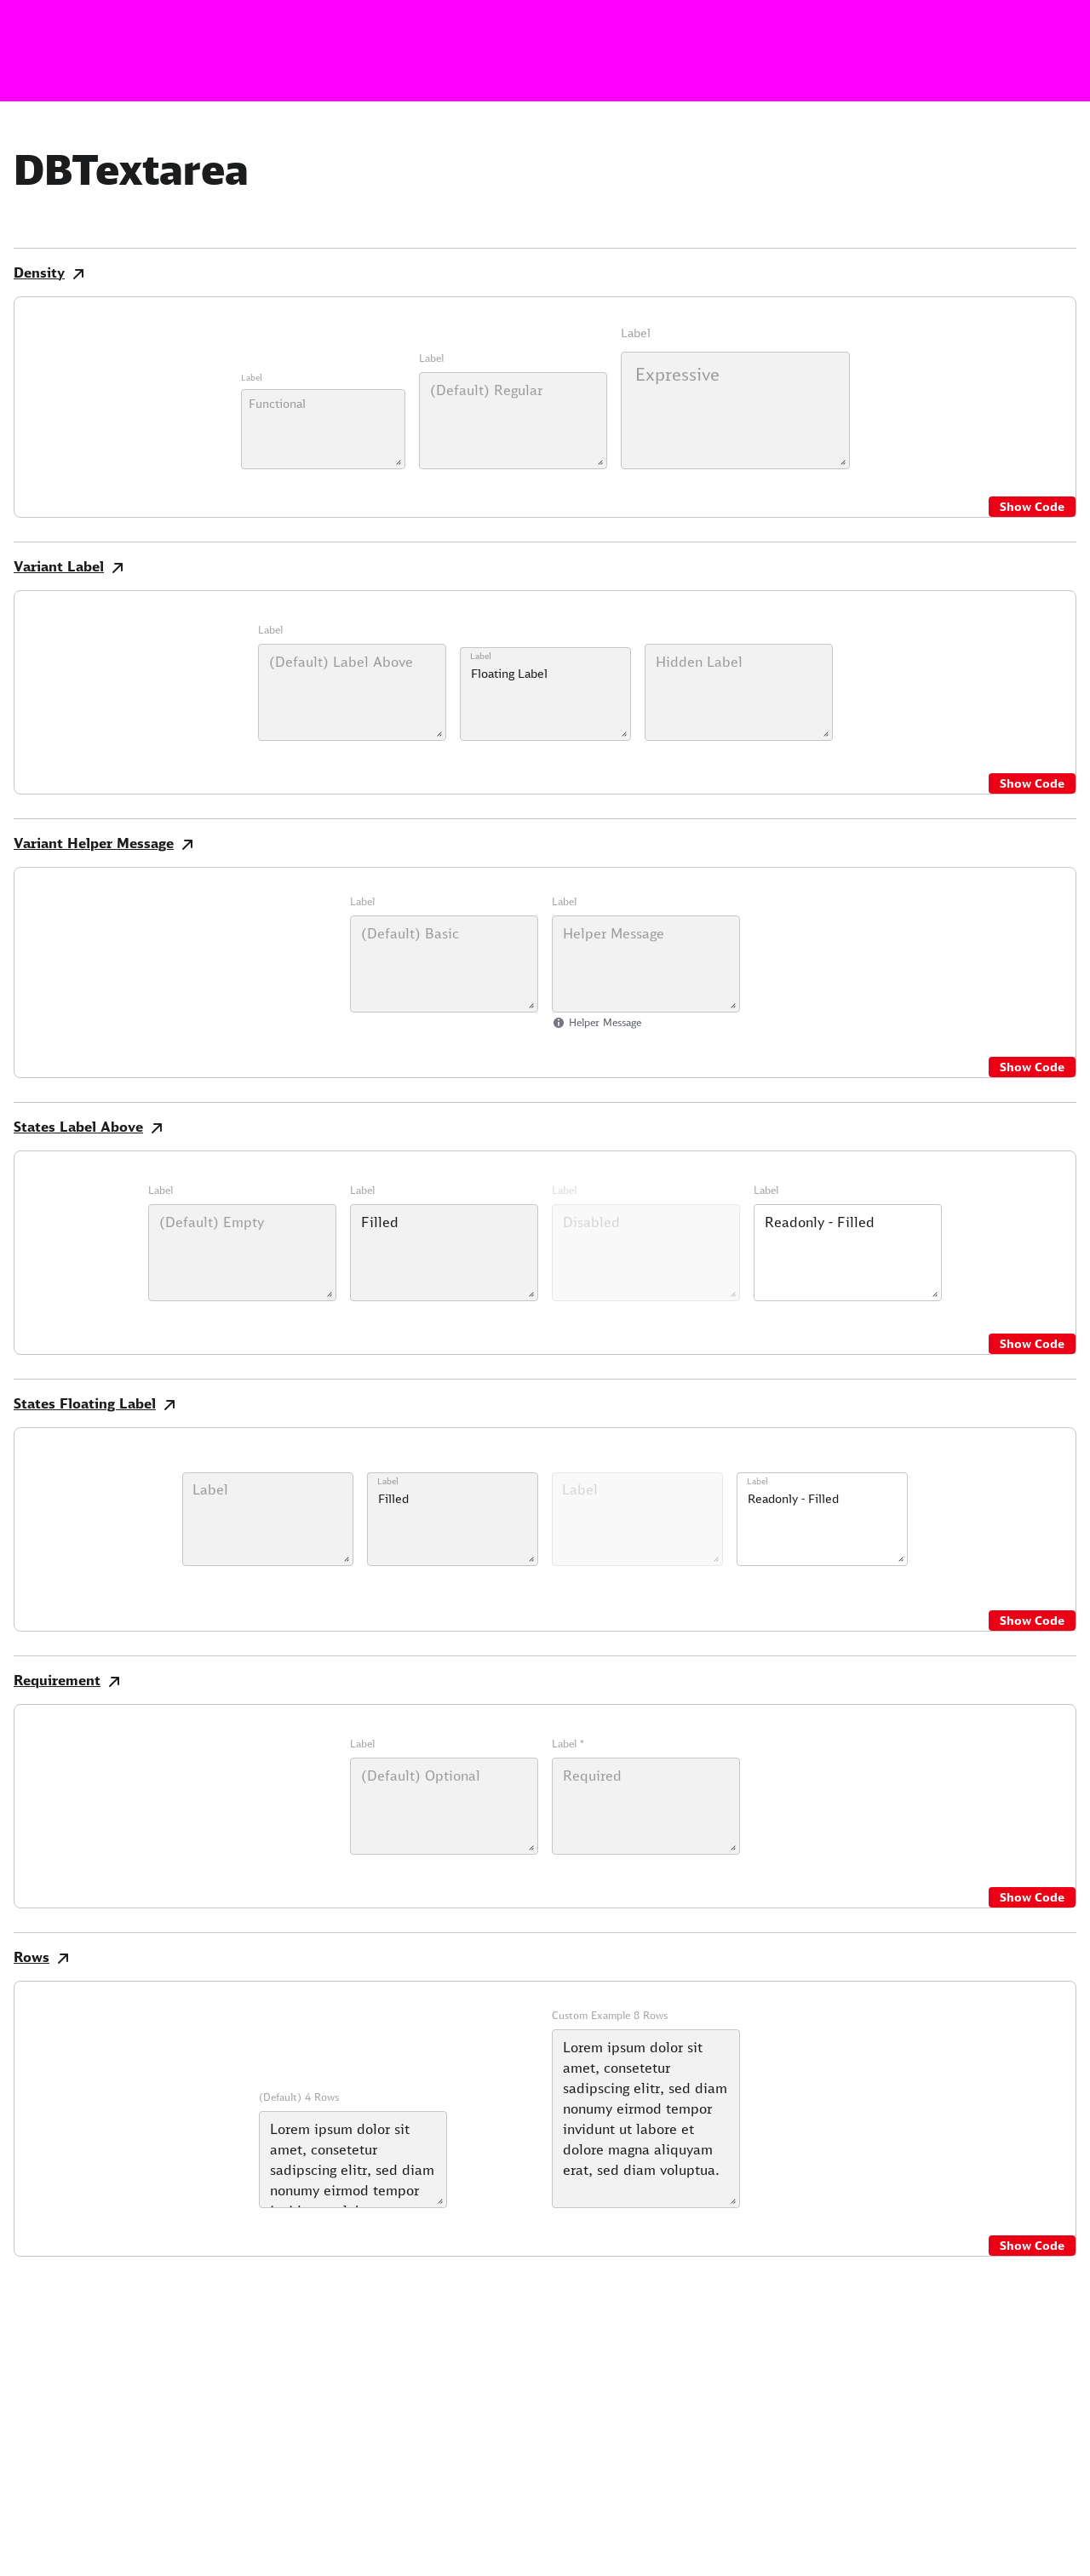 DBTextarea
Density
Label
Functional
Label
(Default) Regular
Label
Expressive
Show Code
Variant Label
Label
(Default) Label Above
Label
Floating Label
Hidden Label
Show Code
Variant Helper Message
Label
(Default) Basic
Label
Helper Message
Helper Message
Show Code
States Label Above
Label
(Default) Empty
Label
Filled
Label
Disabled
Label
Readonly - Filled
Show Code
States Floating Label
Label
Label
Filled
Label
Label
Readonly - Filled
Show Code
Requirement
Label
(Default) Optional
Label *
Required
Show Code
Rows
(Default) 4 Rows
Lorem ipsum dolor sit
amet, consetetur
sadipscing elitr, sed diam
nonumy eirmod tempor
Custom Example 8 Rows
Lorem ipsum dolor sit
amet, consetetur
sadipscing elitr, sed diam
nonumy eirmod tempor
invidunt ut labore et
dolore magna aliquyam
erat, sed diam voluptua.
Show Code